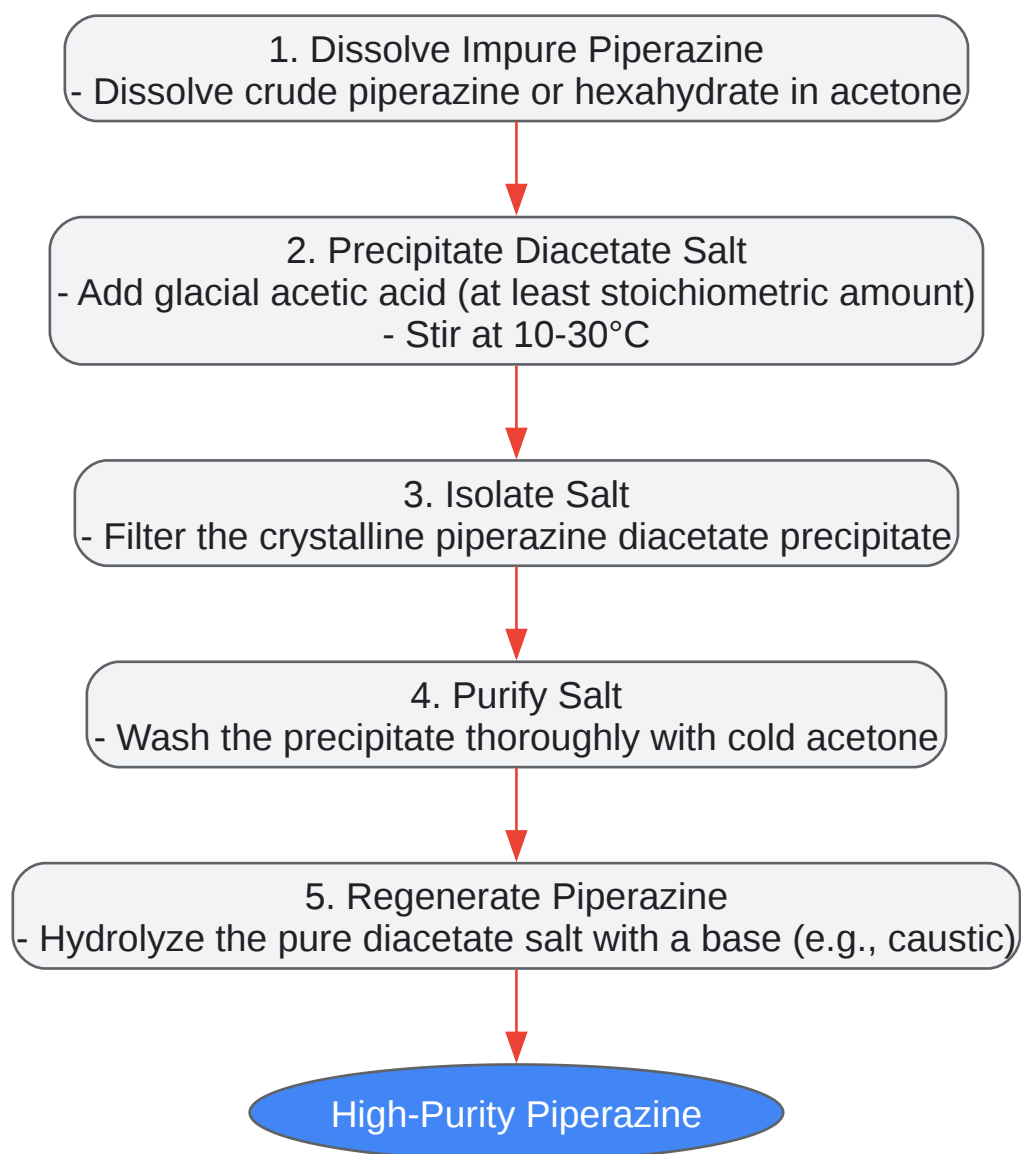 1. Dissolve Impure Piperazine
- Dissolve crude piperazine or hexahydrate in acetone
2. Precipitate Diacetate Salt
- Add glacial acetic acid (at least stoichiometric amount)
- Stir at 10-30°C
3. Isolate Salt
- Filter the crystalline piperazine diacetate precipitate
4. Purify Salt
- Wash the precipitate thoroughly with cold acetone
5. Regenerate Piperazine
- Hydrolyze the pure diacetate salt with a base (e.g., caustic)
High-Purity Piperazine